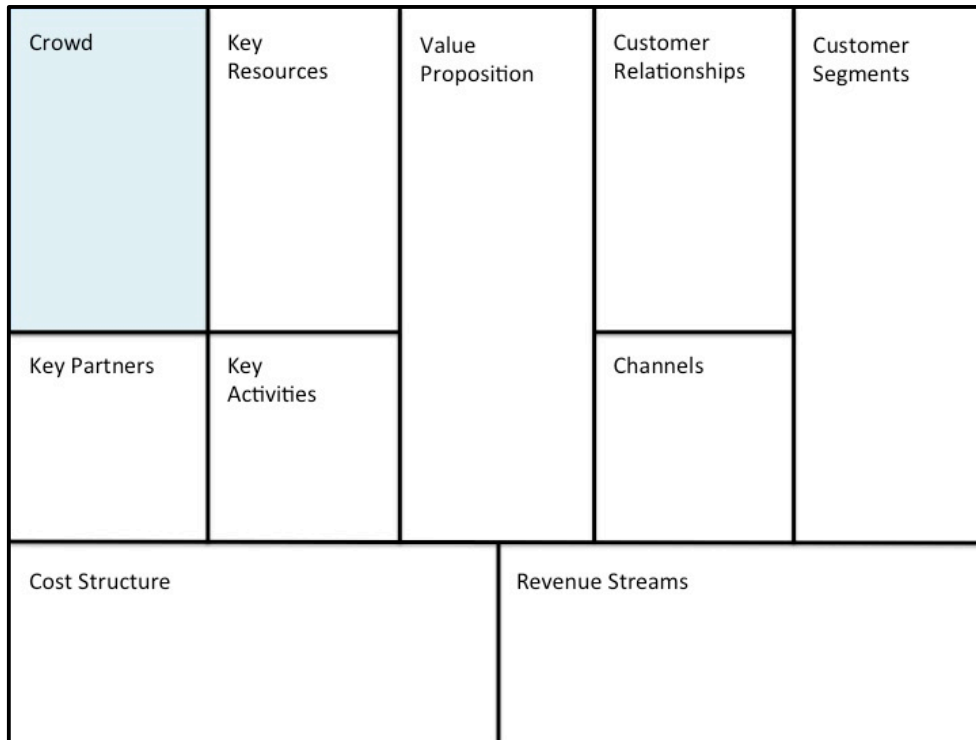 Crowd
Key
Resources
Value
Proposition
Customer
Relationships
Customer
Segments
Key Partners
Key
Activities
Channels
Cost Structure
Revenue Streams